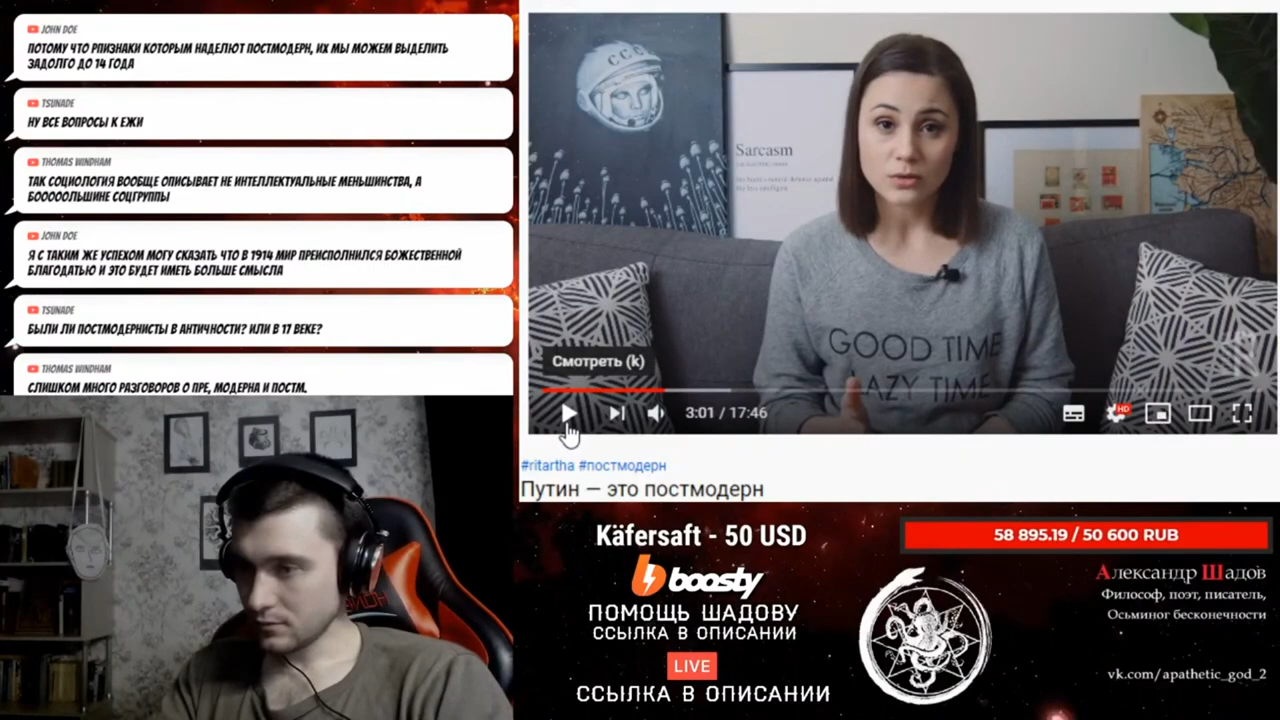 JOHN DOE
ПОТОМУ ЧТО РПИЗНАКИ КОТОРЫМ НАДЕЛЮТ ПОСТМОДЕРН, ИХ МЫ МОЖЕМ ВЫДЕЛИТЬ
ЗАДОЛГО ДО 14 ГОДА
TSUNADE
НУ ВСЕ ВОПРОСЫ К ЕЖИ
THOMAS WINDHAM
ТАК СОЦИОЛОГИЯ ВООБЩЕ ОПИСЫВАЕТ НЕ ИНТЕЛЛЕКТУАЛЬНЫЕ МЕНЬШИНСТВА, А
БОООООЛЬШИНЕ СОЦГРУППЫ
JOHN DOE
Я С ТАКИМ ЖЕ УСПЕХОМ МОГУ СКАЗАТЬ ЧТО В 1914 МИР ПРЕИСПОЛНИЛСЯ БОЖЕСТВЕННОЙ
БЛАГОДАТЬЮ И ЭТО БУДЕТ ИМЕТЬ БОЛЬШЕ СМЫСЛА
TSUNADE
БЫЛИ ЛИ ПОСТМОДЕРНИСТЫ В АНТИЧНОСТИ? ИЛИ В 17 ВЕКЕ?
THOMAS WINDHAM
СЛИШКОМ МНОГО РАЗГОВОРОВ О ПРЕ, МОДЕРНА И ПОСТМ.
СССР
Sarcasm
GOOD TIME
LAZY TIME
Смотреть (k)
3:01 / 17:46
HD
#ritartha #постмодерн
Путин — это постмодерн
Käfersaft - 50 USD
boosty
ПОМОЩЬ ШАДОВУ
ССЫЛКА В ОПИСАНИИ
LIVE
ССЫЛКА В ОПИСАНИИ
58 895.19 / 50 600 RUB
Александр Шадов
Философ, поэт, писатель,
Осьминог бесконечности
vk.com/apathetic_god_2